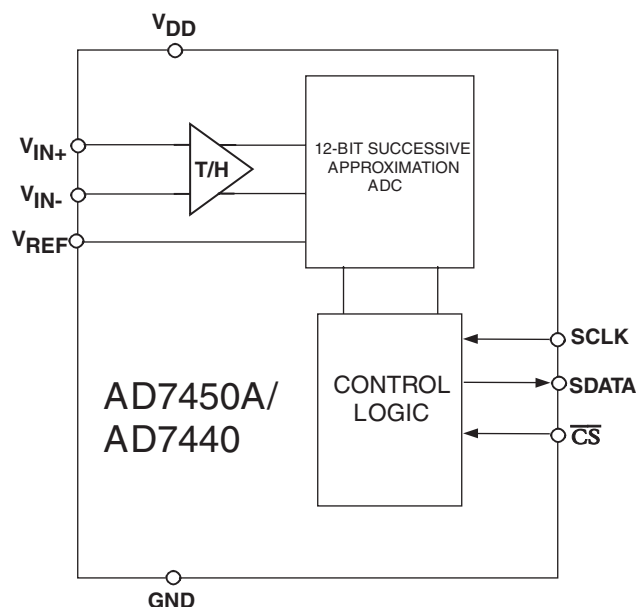 VDD
VIN+
VIN-
VREF
T/H
12-BIT SUCCESSIVE
APPROXIMATION
ADC
SCLK
SDATA
CS
CONTROL
LOGIC
AD7450A/
AD7440
GND